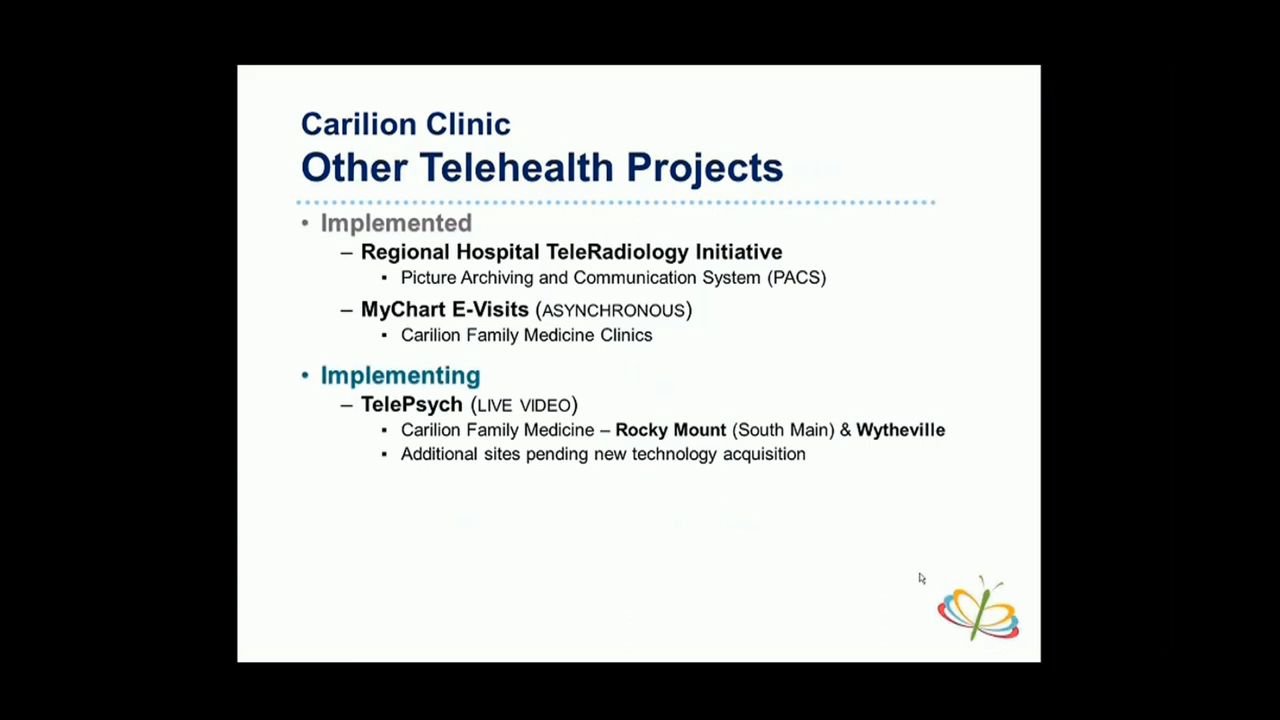 Carilion Clinic
Other Telehealth Projects
• Implemented
– Regional Hospital TeleRadiology Initiative
▪ Picture Archiving and Communication System (PACS)
– MyChart E-Visits (ASYNCHRONOUS)
▪ Carilion Family Medicine Clinics
• Implementing
– TelePsych (LIVE VIDEO)
▪ Carilion Family Medicine – Rocky Mount (South Main) & Wytheville
▪ Additional sites pending new technology acquisition